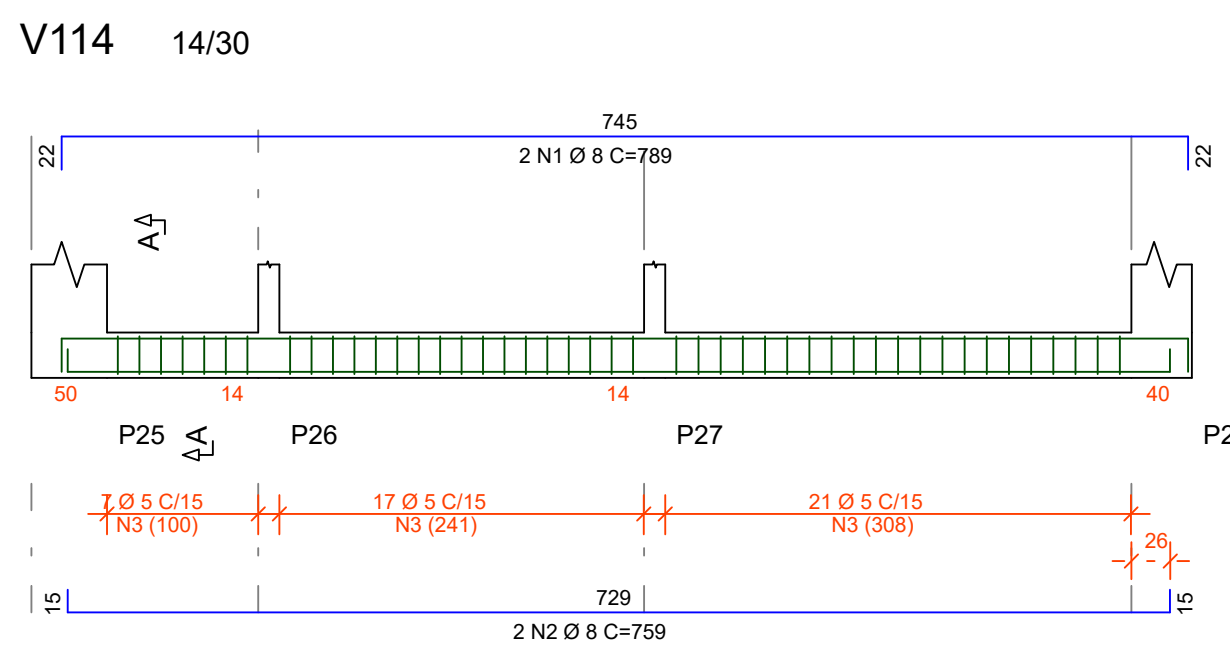 V114 14/30
745
22
2 N1 Ø 8 C=789
22
A
50 14 14 40
P25 A P26 P27
7 Ø 5 C/15 17 Ø 5 C/15 21 Ø 5 C/15
N3 (100) N3 (241) N3 (308)
26
15 729 15
2 N2 Ø 8 C=759